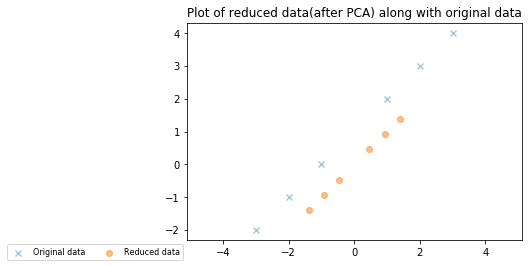 Plot of reduced data(after PCA) along with original data
4
3
2
1
0
−1
−2
−4 −2 0 2 4
Original data Reduced data